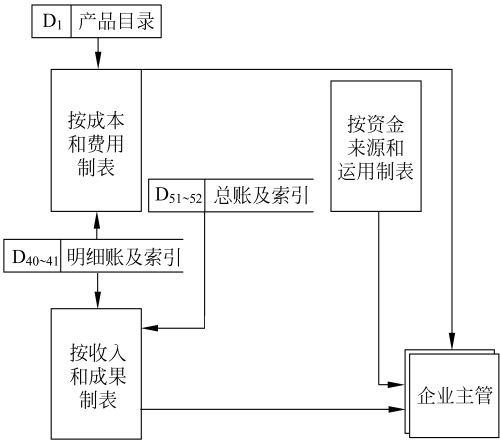 D1 产品目录
按成本
和费用
制表
按资金
来源和
运用制表
D51~52 总账及索引
D40~41 明细账及索引
按收入
和成果
制表
企业主管